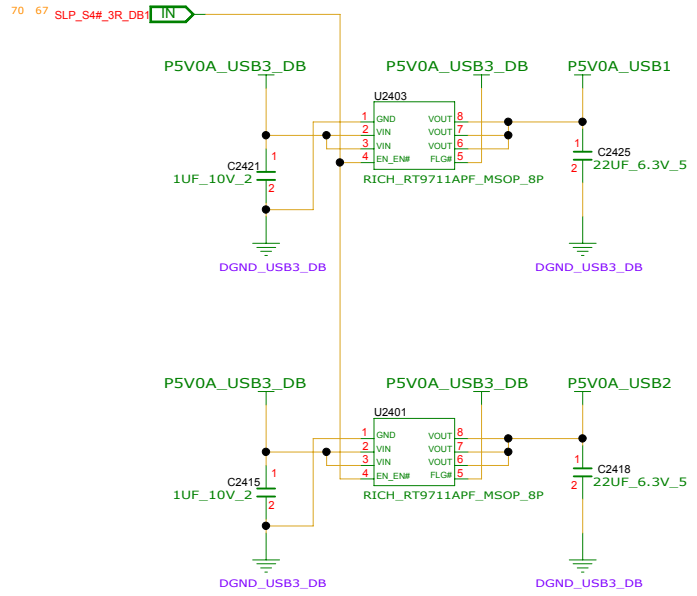 70 67 SLP_S4#_3R_DB1 IN
P5V0A_USB3_DB P5V0A_USB3_DB P5V0A_USB1
U2403
1 GND VOUT 8
2 VIN VOUT 7
3 VIN VOUT 6
4 EN_EN# FLG# 5
RICH_RT9711APF_MSOP_8P
1
C2421
1UF_10V_2
2
1
C2425
22UF_6.3V_5
2
DGND_USB3_DB DGND_USB3_DB
P5V0A_USB3_DB P5V0A_USB3_DB P5V0A_USB2
U2401
1 GND VOUT 8
2 VIN VOUT 7
3 VIN VOUT 6
4 EN_EN# FLG# 5
RICH_RT9711APF_MSOP_8P
1
C2415
1UF_10V_2
2
1
C2418
22UF_6.3V_5
2
DGND_USB3_DB DGND_USB3_DB